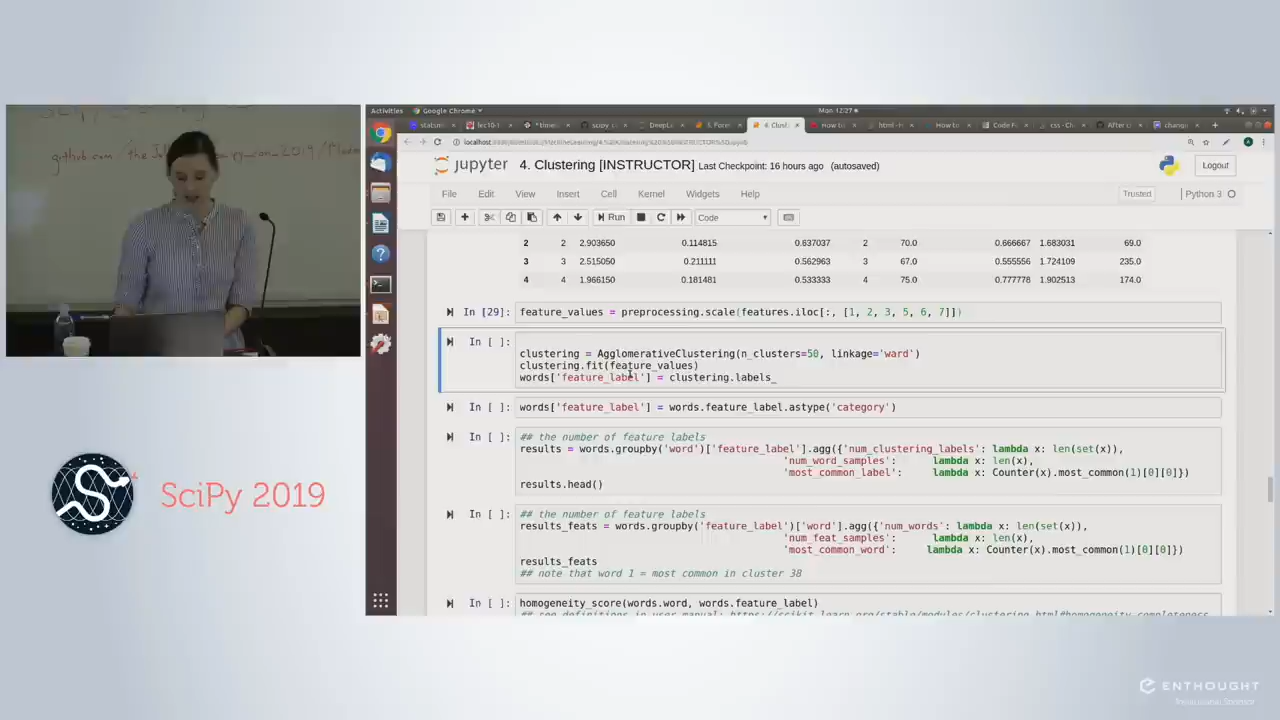 github.com/the
Activities
Google Chrome
Mon 12:27
jupyter 4. Clustering [INSTRUCTOR] Last Checkpoint: 16 hours ago (autosaved)
Logout
File Edit View Insert Cell Kernel Widgets Help
Trusted
Python 3
Run
Code
2 2 2.903650 0.114815 0.637037 2 70.0 0.666667 1.683031 69.0
3 3 2.515050 0.211111 0.562963 3 67.0 0.555556 1.724109 235.0
4 4 1.966150 0.181481 0.533333 4 75.0 0.777778 1.902513 174.0
In [29]: feature_values = preprocessing.scale(features.iloc[:, [1, 2, 3, 5, 6, 7]])
In [ ]:
clustering = AgglomerativeClustering(n_clusters=50, linkage='ward')
clustering.fit(feature_values)
words['feature_label'] = clustering.labels_
In [ ]: words['feature_label'] = words.feature_label.astype('category')
In [ ]: ## the number of feature labels
results = words.groupby('word')['feature_label'].agg({'num_clustering_labels': lambda x: len(set(x)),
'num_word_samples': lambda x: len(x),
'most_common_label': lambda x: Counter(x).most_common(1)[0][0]})
results.head()
In [ ]: ## the number of feature labels
results_feats = words.groupby('feature_label')['word'].agg({'num_words': lambda x: len(set(x)),
'num_feat_samples': lambda x: len(x),
'most_common_word': lambda x: Counter(x).most_common(1)[0][0]})
results_feats
## note that word 1 = most common in cluster 38
In [ ]: homogeneity_score(words.word, words.feature_label)
SciPy 2019
ENTHOUGHT